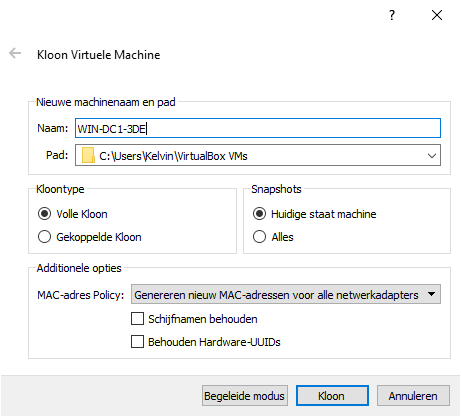 ?
Kloon Virtuele Machine
Nieuwe machinenaam en pad
Naam: WIN-DC1-3DE
Pad: C:\Users\Kelvin\VirtualBox VMs
Kloontype
Volle Kloon
Gekoppelde Kloon
Snapshots
Huidige staat machine
Alles
Additionele opties
MAC-adres Policy: Genereren nieuw MAC-adressen voor alle netwerkadapters
Schijfnamen behouden
Behouden Hardware-UUIDs
Begeleide modus Kloon Annuleren